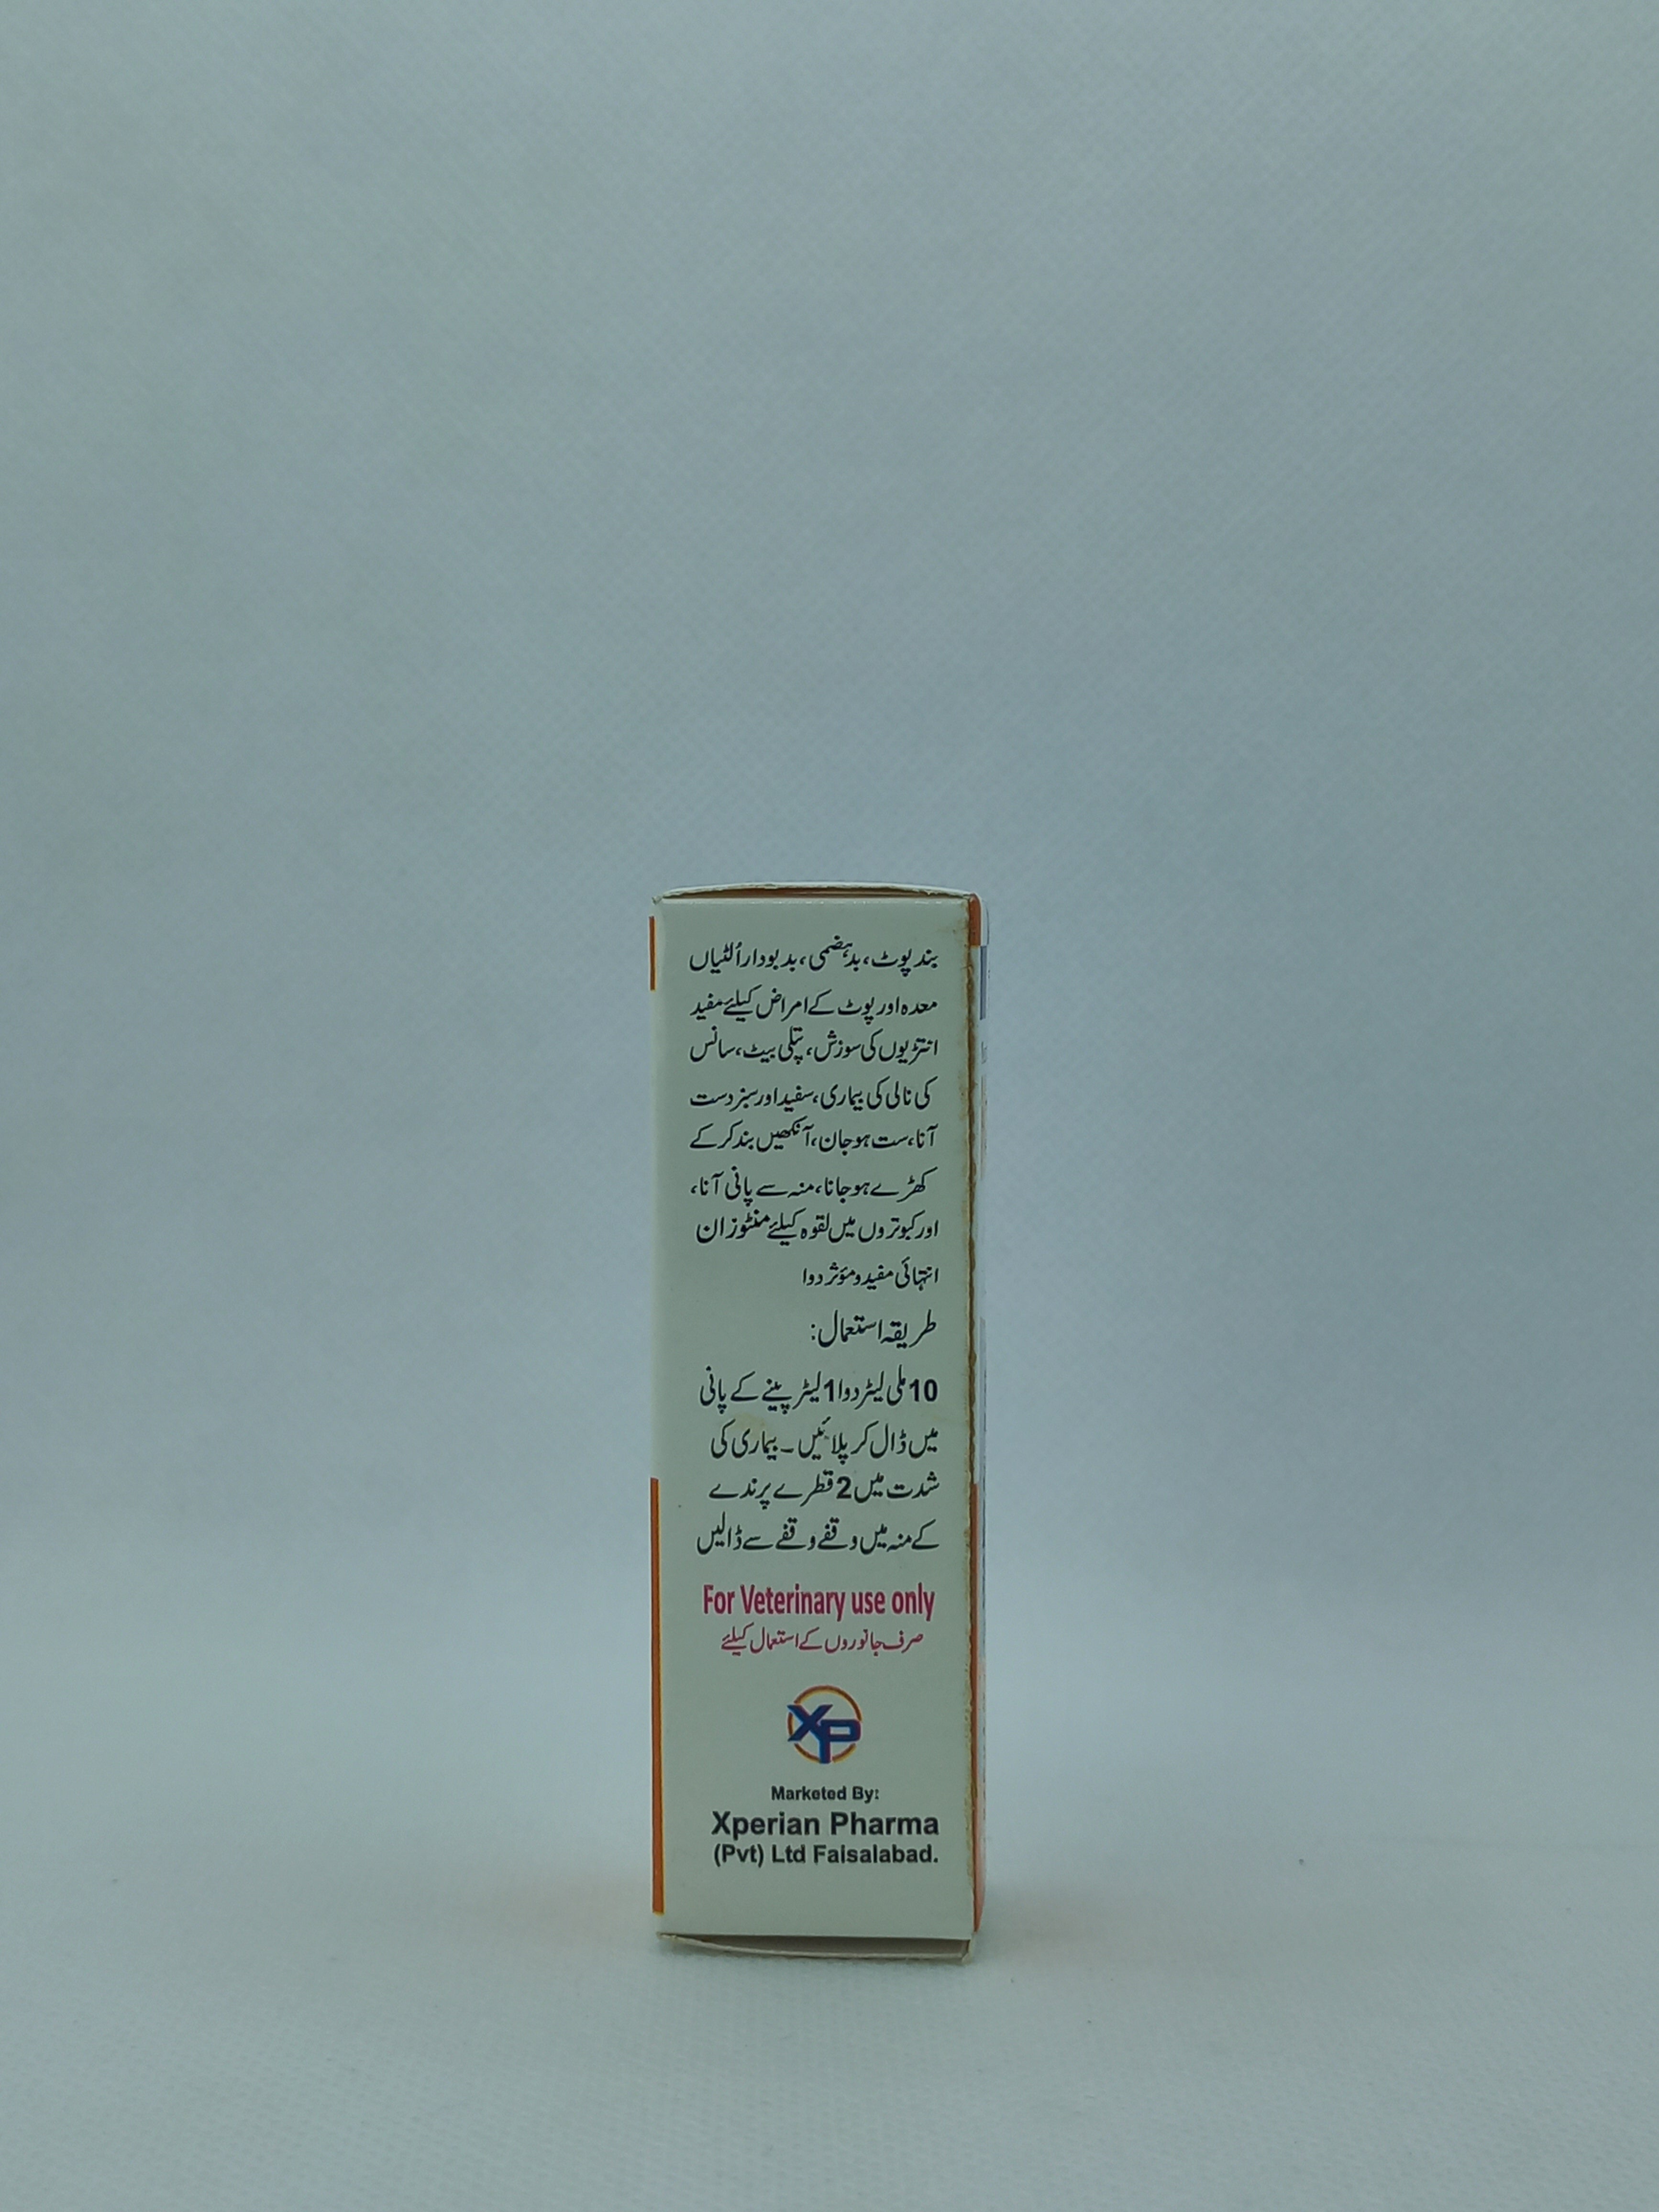 بند پوٹ، بدہضمی، بدبودار اُلٹیاں
معدہ اور پوٹ کے امراض کیلئے مفید
انتڑیوں کی سوزش، پتلی بیٹ، سانس
کی نالی کی بیماری، سفید اور سبز دست
آنا، ست ہو جان، آنکھیں بند کر کے
کھڑے ہو جانا، منہ سے پانی آنا،
اور کبوتروں میں لقوہ کیلئے منٹوزان
انتہائی مفید و مؤثر دوا
طریقہ استعمال:
10 ملی لیٹر دوا 1 لیٹر پینے کے پانی
میں ڈال کر پلائیں۔ بیماری کی
شدت میں 2 قطرے پرندے
کے منہ میں وقفے وقفے سے ڈالیں
For Veterinary use only
صرف جانوروں کے استعمال کیلئے
XP
Marketed By:
Xperian Pharma
(Pvt) Ltd Faisalabad.